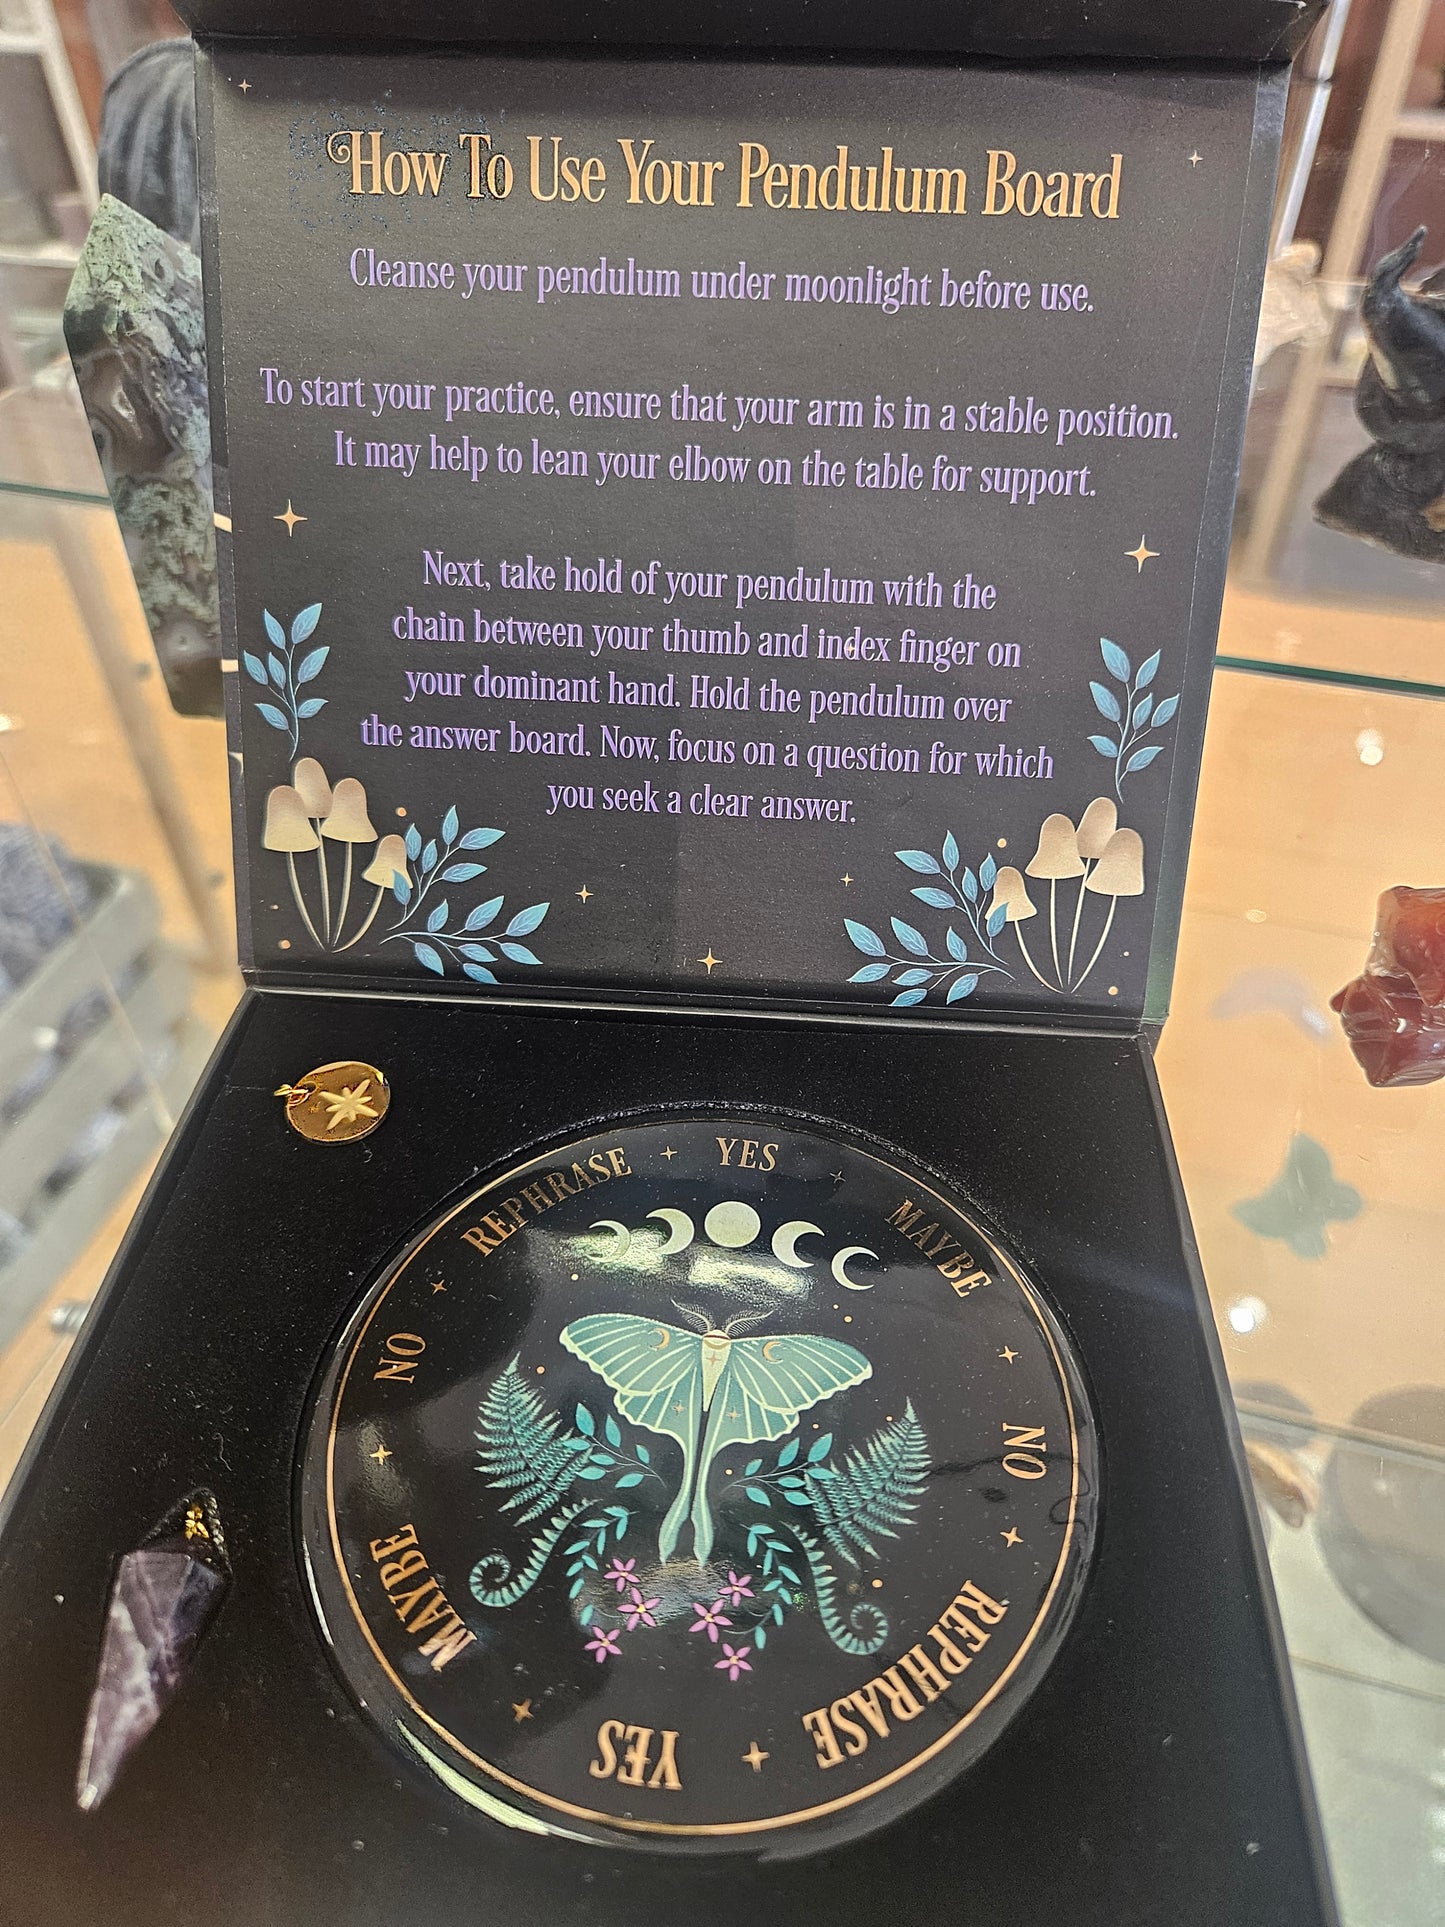 How To Use Your Pendulum Board
Cleanse your pendulum under moonlight before use.
To start your practice, ensure that your arm is in a stable position.
It may help to lean your elbow on the table for support.
Next, take hold of your pendulum with the
chain between your thumb and index finger on
your dominant hand. Hold the pendulum over
the answer board. Now, focus on a question for which
you seek a clear answer.
YES
MAYBE
NO
REPHRASE
YES
MAYBE
NO
REPHRASE